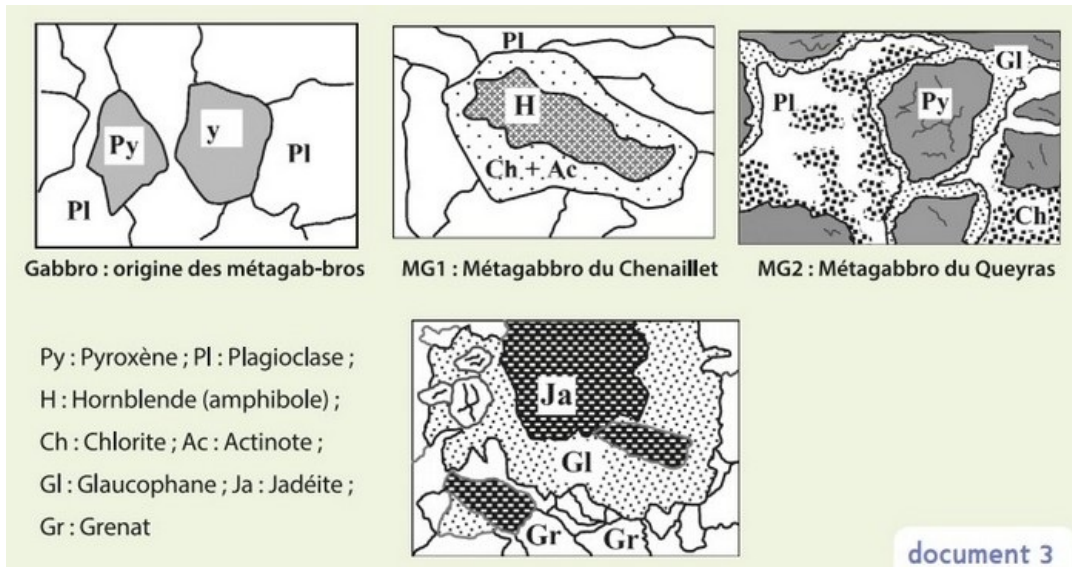 Py
y
Pl
Pl
Gabbro : origine des métagab-bros
Pl
H
Ch + Ac
MG1 : Métagabbro du Chenaillet
Pl
Py
Gl
Ch
MG2 : Métagabbro du Queyras
Py : Pyroxène ; Pl : Plagioclase ;
H : Hornblende (amphibole) ;
Ch : Chlorite ; Ac : Actinote ;
Gl : Glaucophane ; Ja : Jadéite ;
Gr : Grenat
Ja
Gl
Gr
Gr
document 3